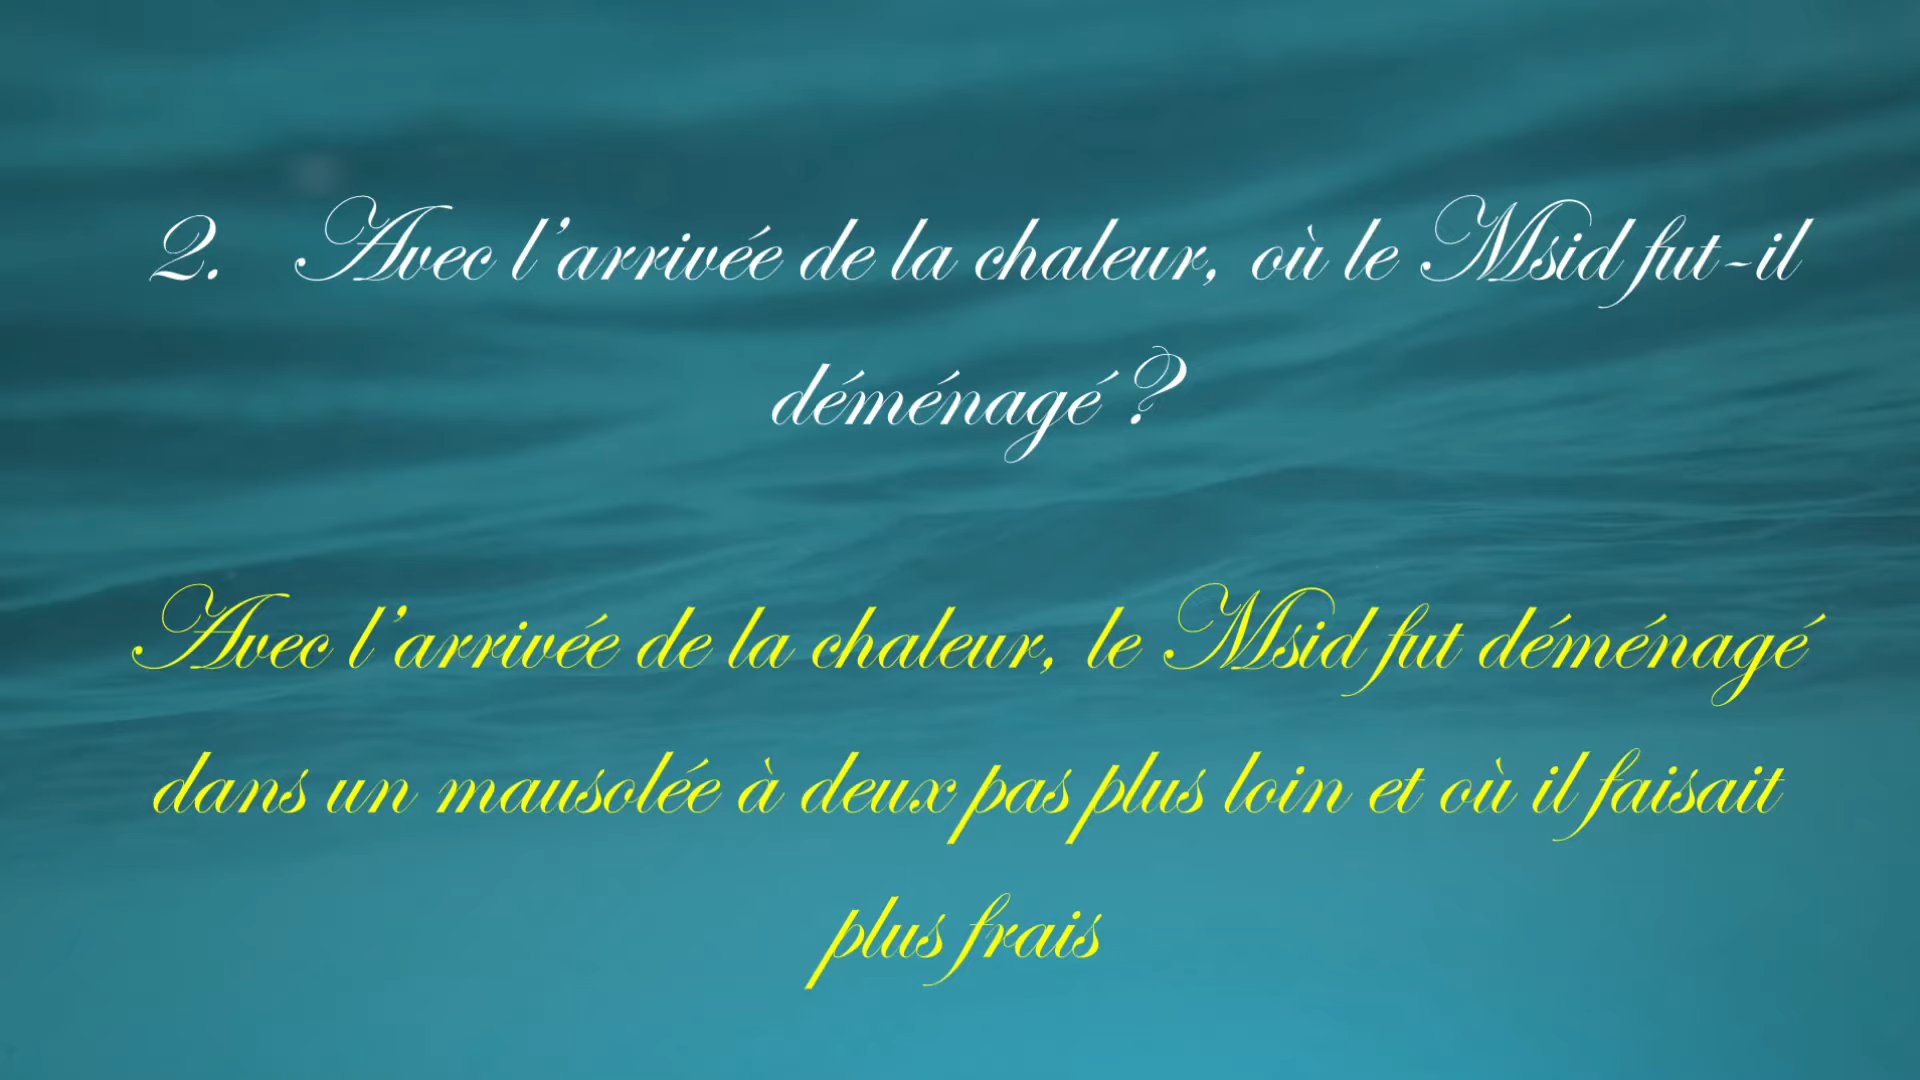 2. Avec l'arrivée de la chaleur, où le Msid fut-il
déménagé ?
Avec l'arrivée de la chaleur, le Msid fut déménagé
dans un mausolée à deux pas plus loin et où il faisait
plus frais